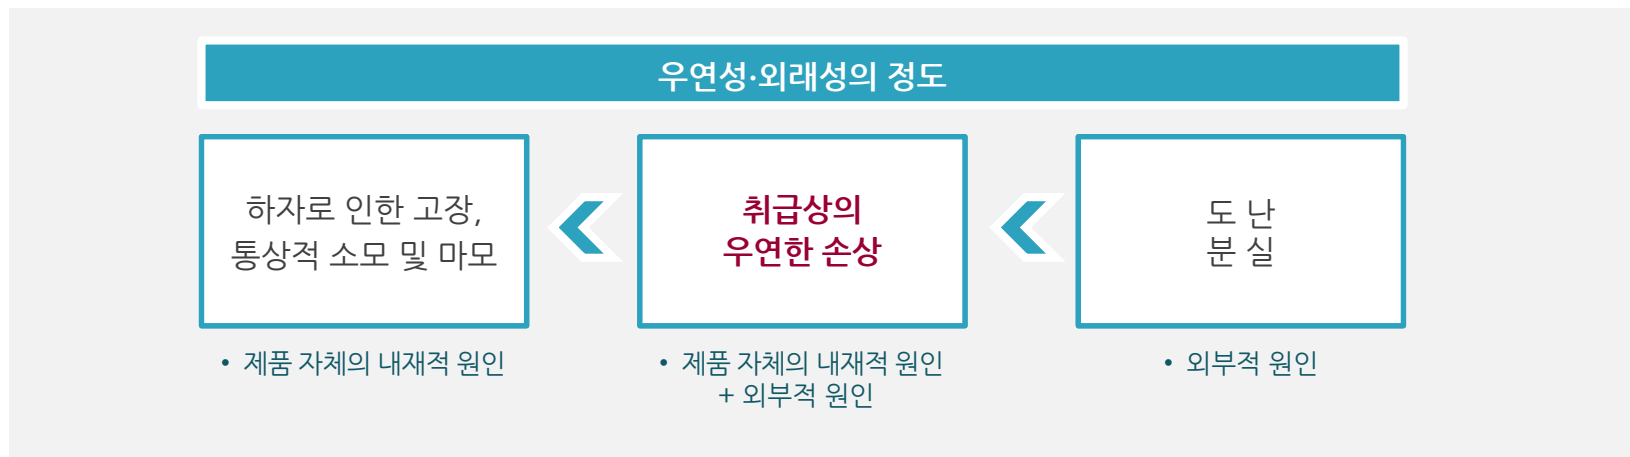 우연성·외래성의 정도
하자로 인한 고장,
통상적 소모 및 마모
취급상의
우연한 손상
도 난
분 실
• 제품 자체의 내재적 원인
• 제품 자체의 내재적 원인
+ 외부적 원인
• 외부적 원인